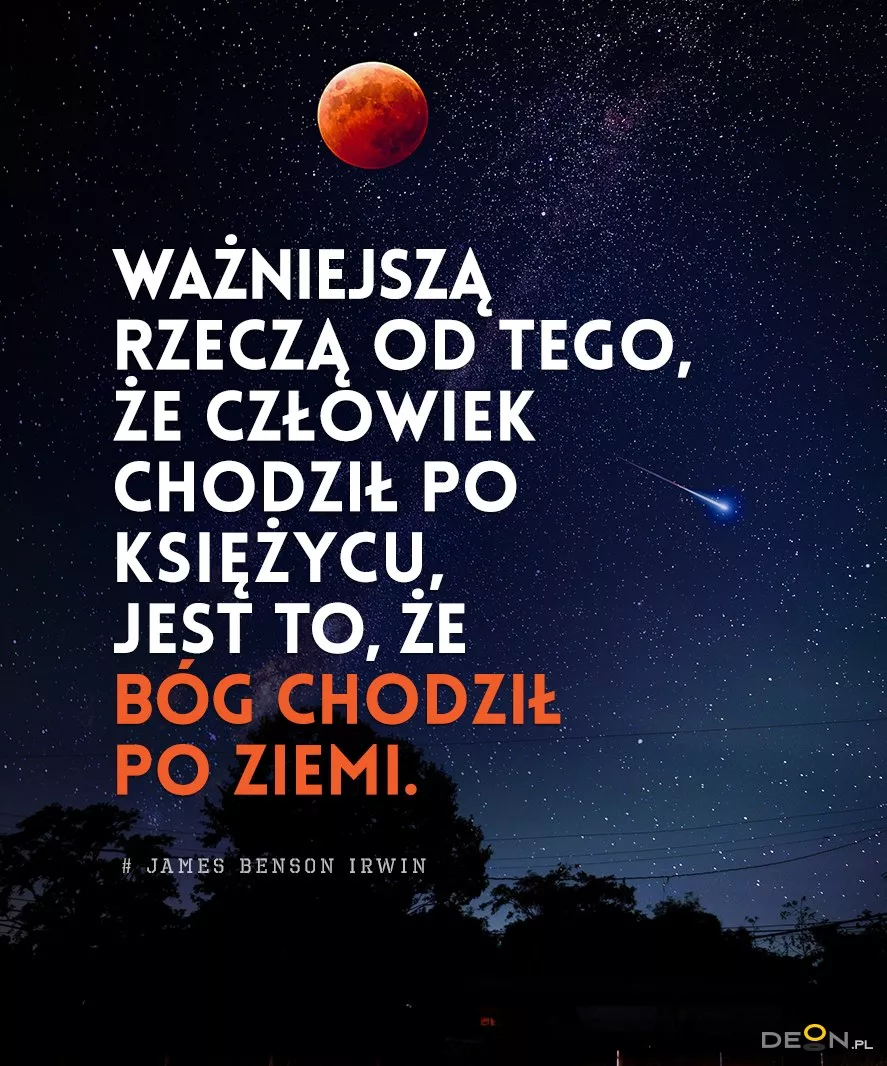 WAŻNIEJSZĄ
RZECZĄ OD TEGO,
ŻE CZŁOWIEK
CHODZIŁ PO
KSIĘŻYCU,
JEST TO, ŻE
BÓG CHODZIŁ
PO ZIEMI.
# JAMES BENSON IRWIN
DEON.PL